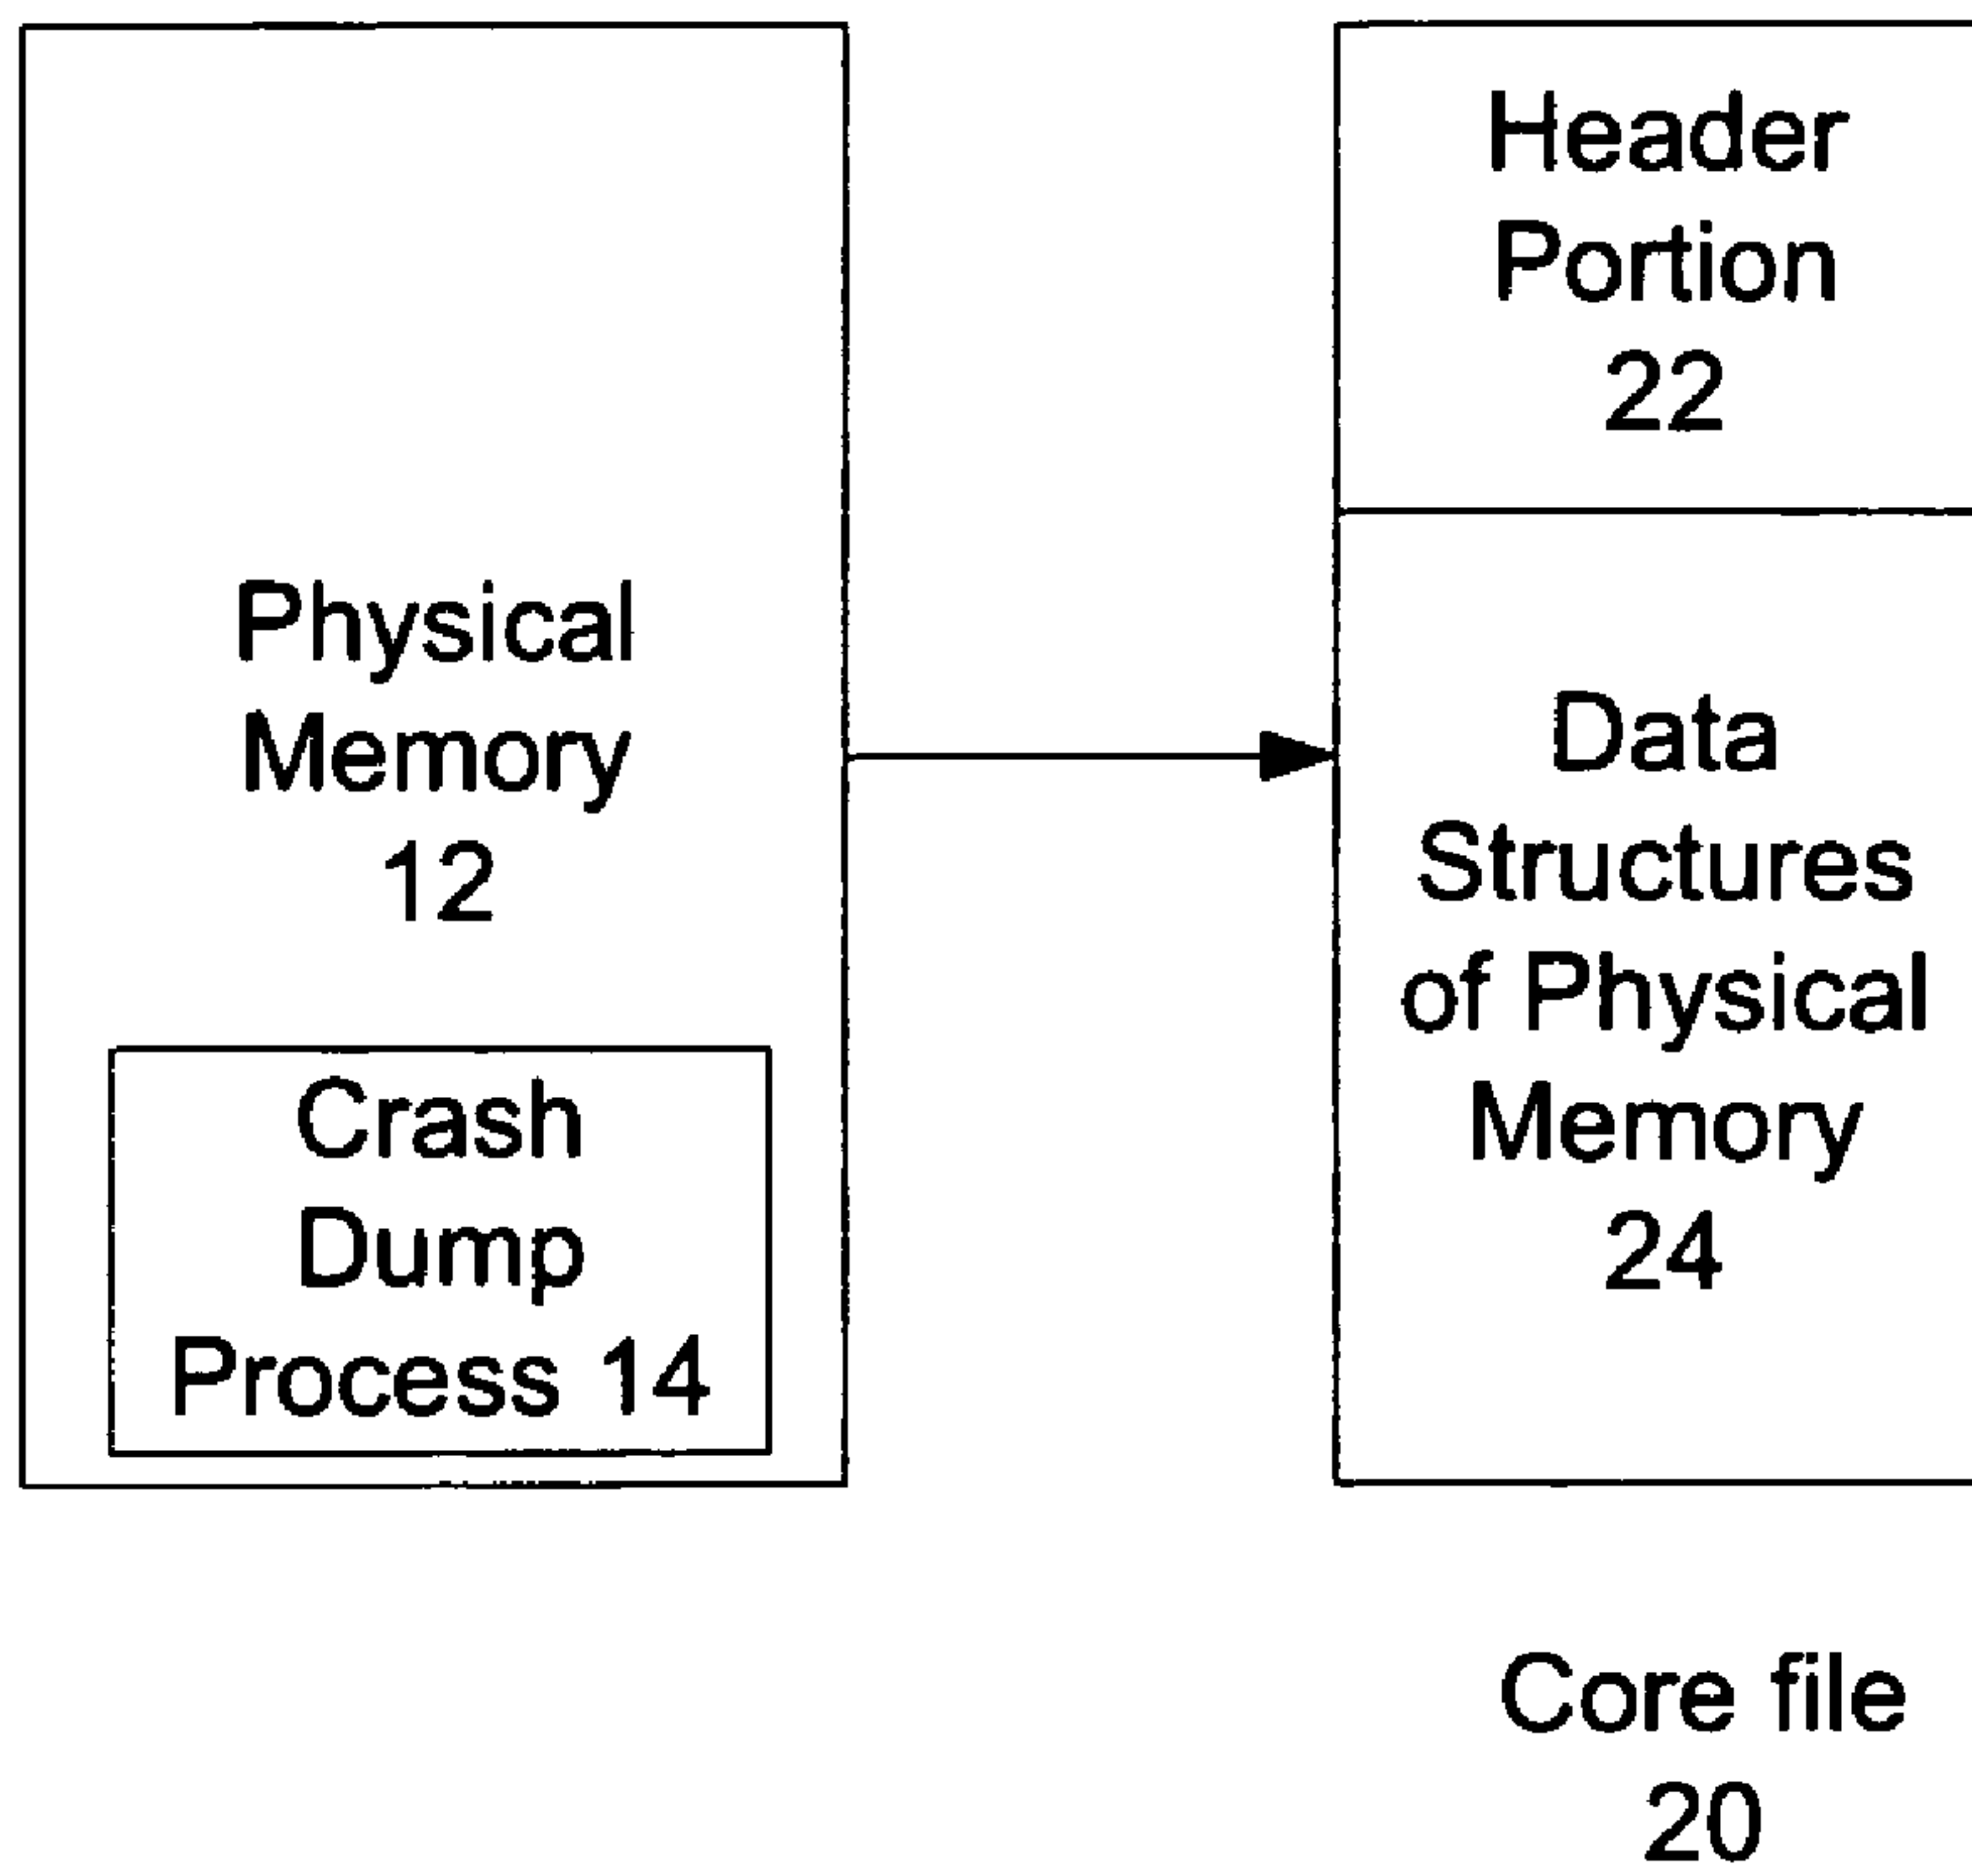 Physical
Memory
12
Crash
Dump
Process 14
Header
Portion
22
Data
Structures
of Physical
Memory
24
Core file
20